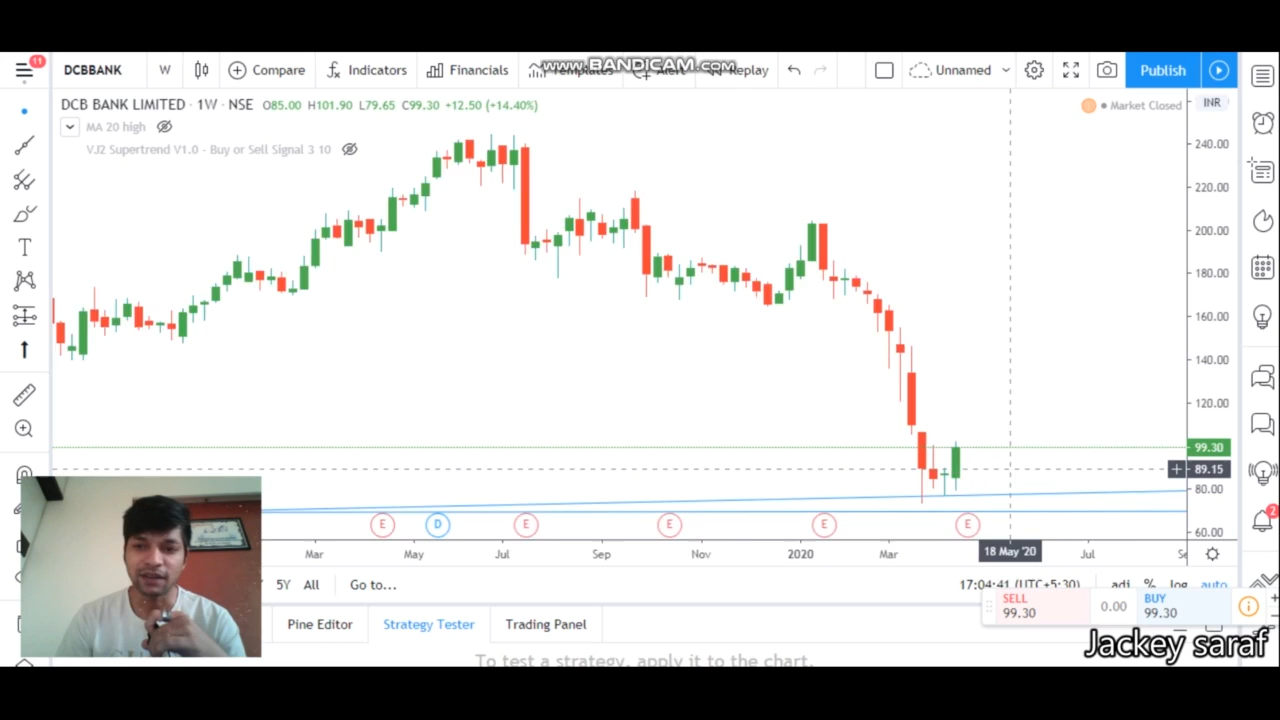 www.BANDICAM.com
11
DCBBANK
W
Compare
Indicators
Financials
Templates
Alert
Replay
Unnamed
Publish
DCB BANK LIMITED · 1W · NSE O85.00 H101.90 L79.65 C99.30 +12.50 (+14.40%)
Market Closed
INR
MA 20 high
VJ2 Supertrend V1.0 - Buy or Sell Signal 3 10
240.00
220.00
200.00
180.00
160.00
140.00
120.00
99.30
89.15
80.00
60.00
T
2
E
D
E
E
E
E
Mar
May
Jul
Sep
Nov
2020
Mar
18 May '20
Jul
5Y
All
Go to...
17:04:41 (UTC+5:30)
adj
%
log
auto
SELL
99.30
0.00
BUY
99.30
Pine Editor
Strategy Tester
Trading Panel
To test a strategy, apply it to the chart.
Jackey saraf